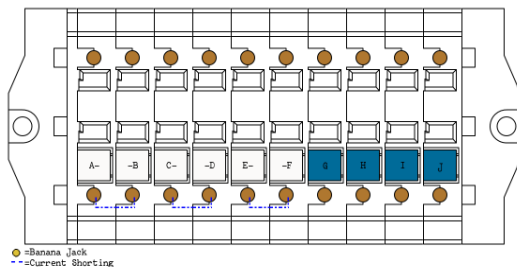 A- -B C- -D E- -F G H I J
=Banana Jack
=Current Shorting